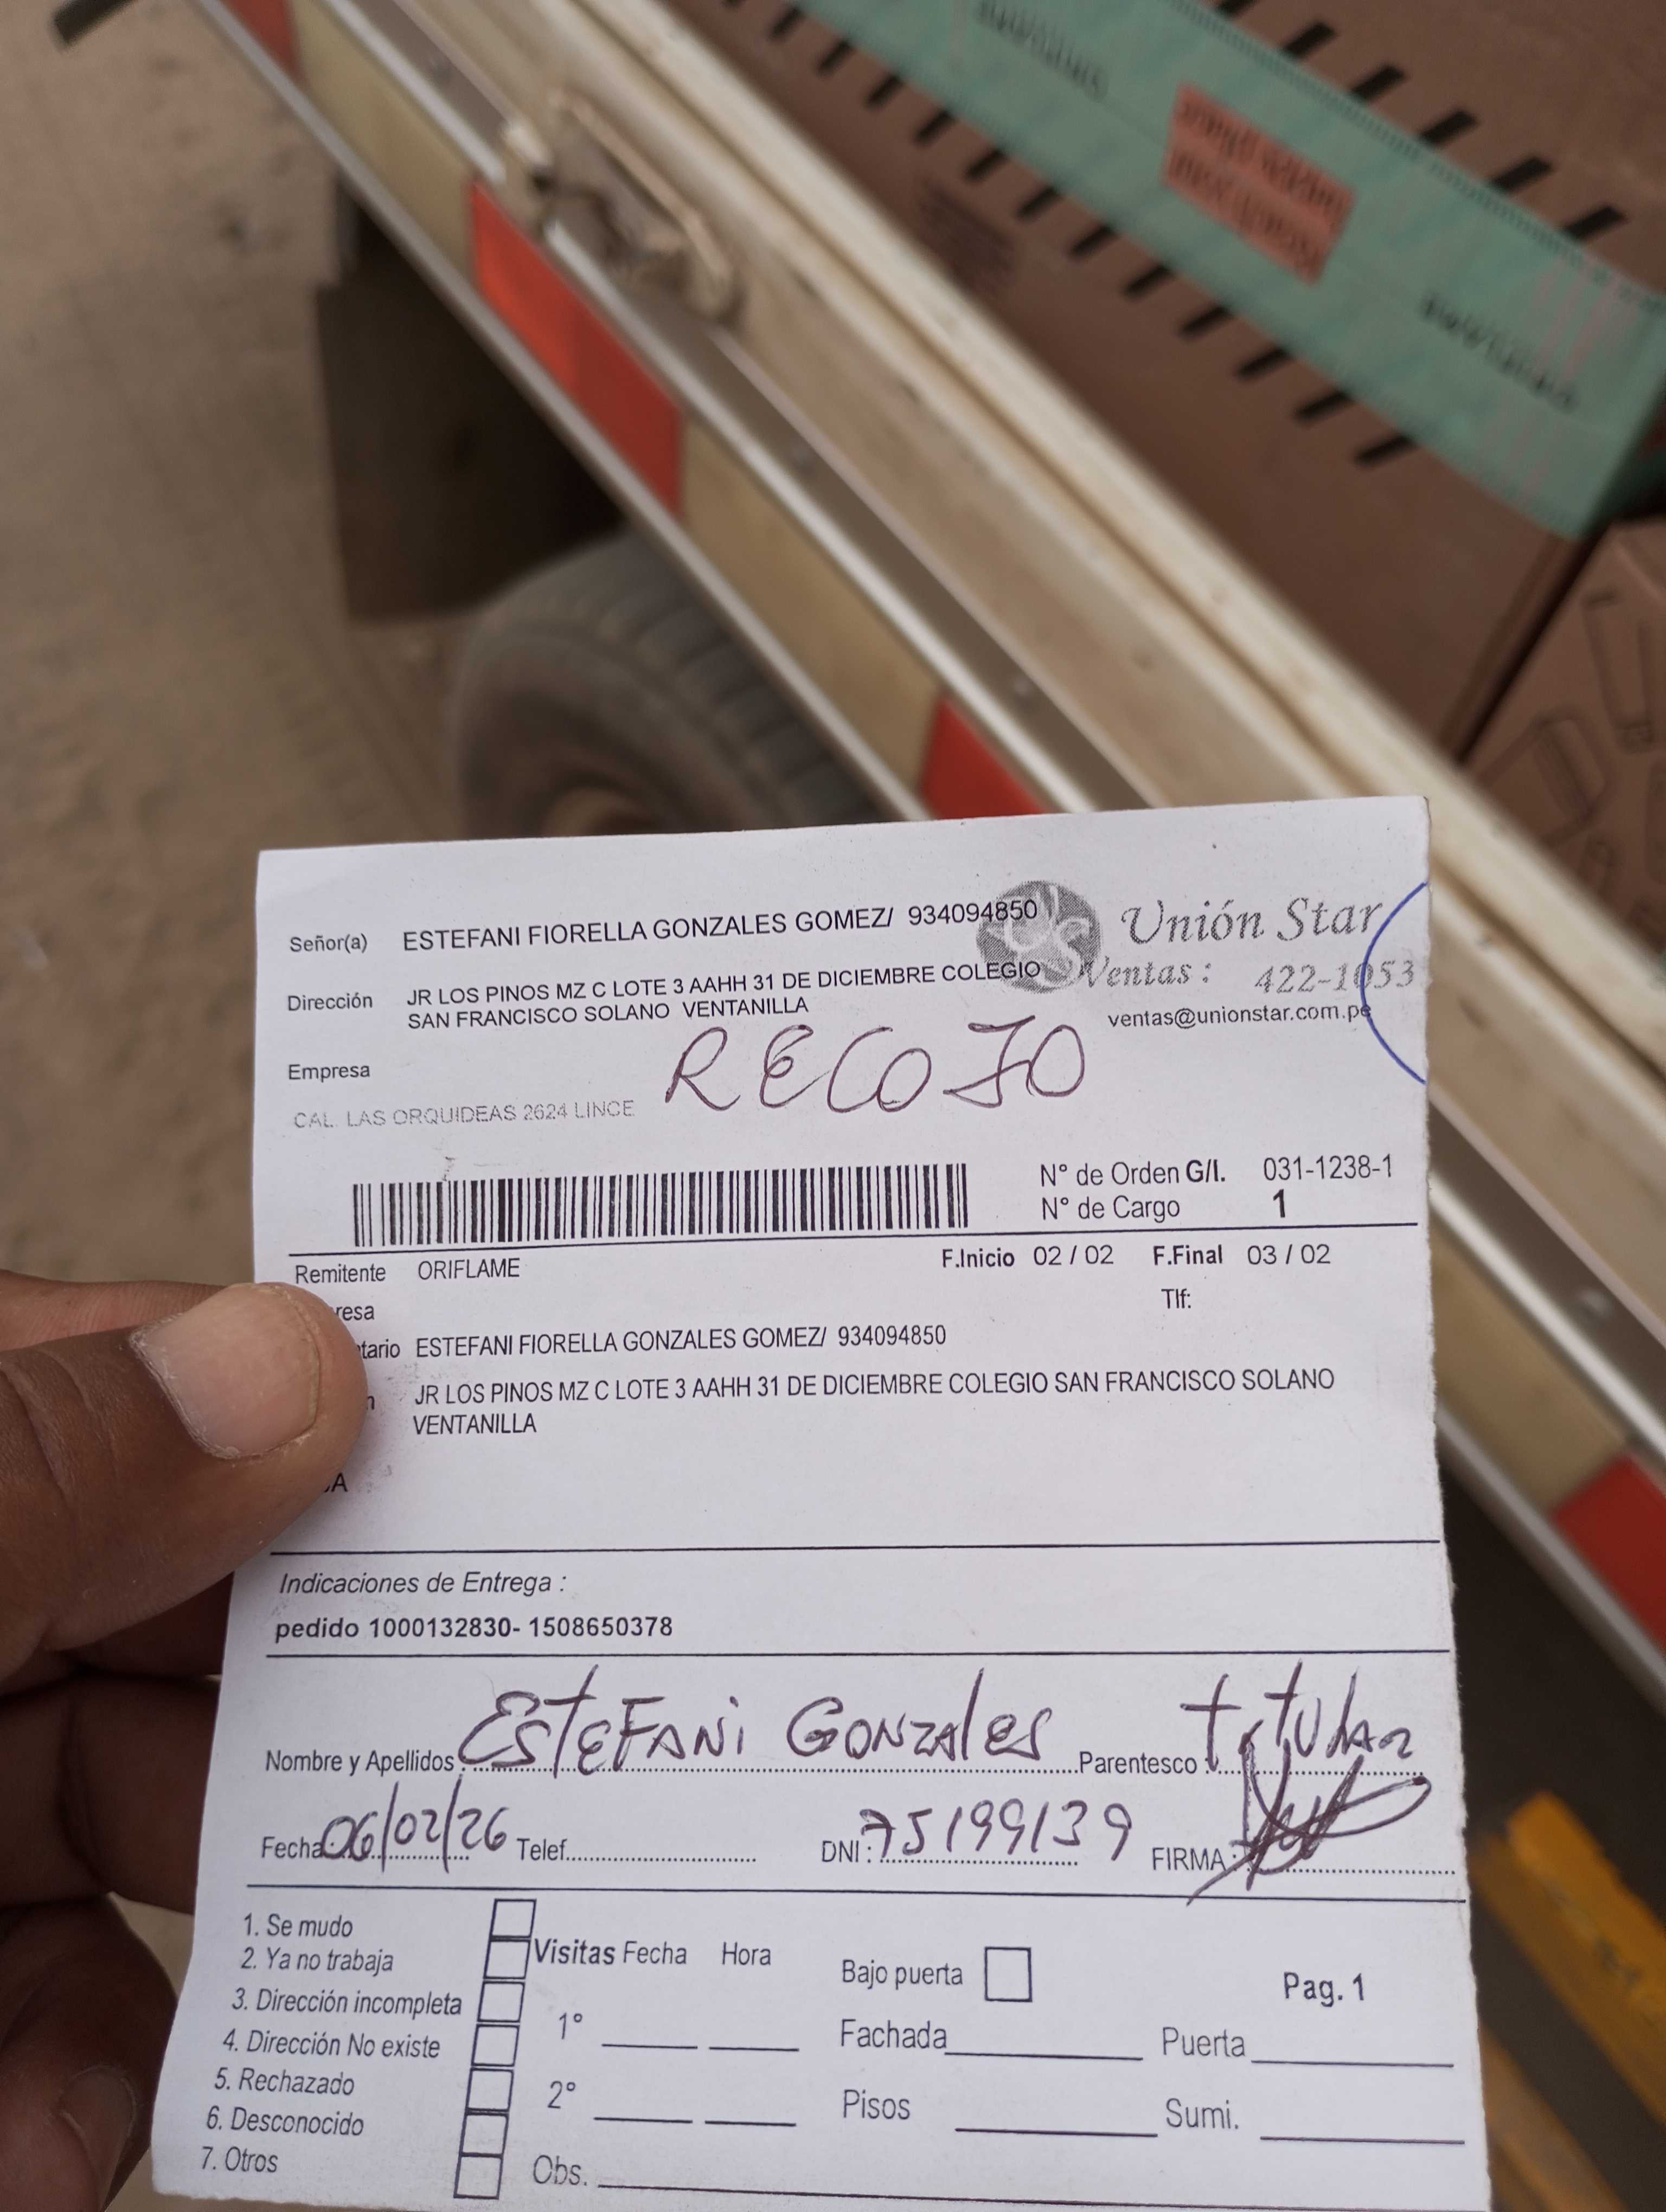 Señor(a) ESTEFANI FIORELLA GONZALES GOMEZ/ 934094850
Unión Star
Dirección JR LOS PINOS MZ C LOTE 3 AAHH 31 DE DICIEMBRE COLEGIO
SAN FRANCISCO SOLANO VENTANILLA
Ventas : 422-1053
ventas@unionstar.com.pe
Empresa
RECOJO
CAL. LAS ORQUIDEAS 2624 LINCE
N° de Orden G/I. 031-1238-1
N° de Cargo 1
Remitente ORIFLAME
F.Inicio 02 / 02 F.Final 03 / 02
resa
Tlf:
tario ESTEFANI FIORELLA GONZALES GOMEZ/ 934094850
n JR LOS PINOS MZ C LOTE 3 AAHH 31 DE DICIEMBRE COLEGIO SAN FRANCISCO SOLANO
VENTANILLA
A
Indicaciones de Entrega :
pedido 1000132830- 1508650378
Nombre y Apellidos : EsteFANi GONZAleS Parentesco : titular
Fecha: 06/02/26 Telef. DNI : 75199139 FIRMA :
1. Se mudo
2. Ya no trabaja
3. Dirección incompleta
4. Dirección No existe
5. Rechazado
6. Desconocido
7. Otros
Visitas Fecha Hora
1°
2°
Obs.
Bajo puerta
Pag. 1
Fachada Puerta
Pisos Sumi.